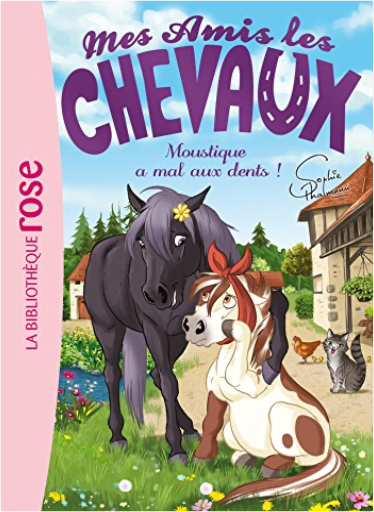 Mes Amis les
CHEVAUX
Moustique
a mal aux dents !
Sophie
Thalmann
LA BIBLIOTHÈQUE rose